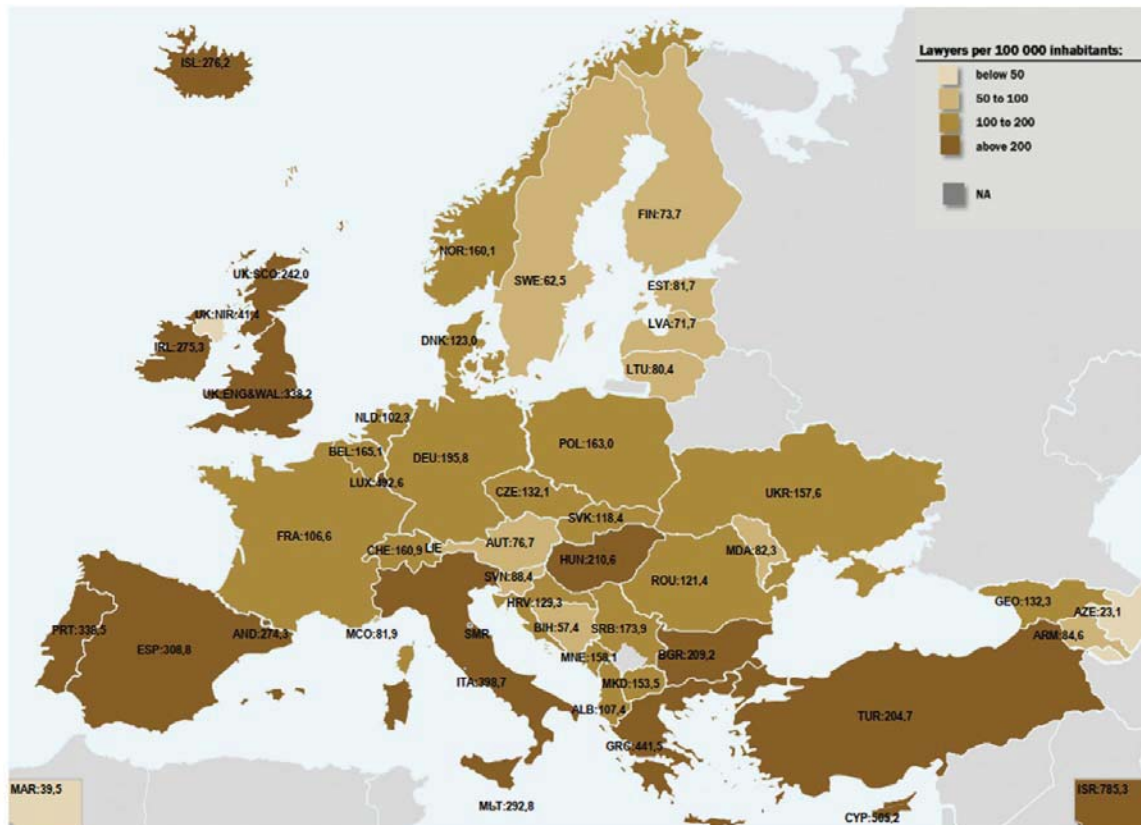 Lawyers per 100 000 inhabitants:
below 50
50 to 100
100 to 200
above 200
NA
ISL:276,2
FIN:73,7
NOR:160,1
UK:SCO:242,0
SWE:62,5
EST:81,7
UK:NIR:41,4
LVA:71,7
DNK:123,0
IRL:275,3
LTU:80,4
UK:ENG&WAL:338,2
NLD:102,3
POL:163,0
BEL:165,1
DEU:195,8
LUX:492,6
CZE:132,1
UKR:157,6
SVK:118,4
FRA:106,6
CHE:160,9
LIE
AUT:76,7
MDA:82,3
HUN:210,6
SVN:88,4
ROU:121,4
HRV:129,3
GEO:132,3
AZE:23,1
PRT:338,5
AND:274,3
MCO:81,9
SMR
BIH:57,4
SRB:173,9
ARM:84,6
ESP:308,8
MNE:158,1
BGR:209,2
ITA:398,7
MKD:153,5
ALB:107,4
TUR:204,7
GRC:441,5
MAR:39,5
ISR:785,3
MLT:292,8
CYP:505,2